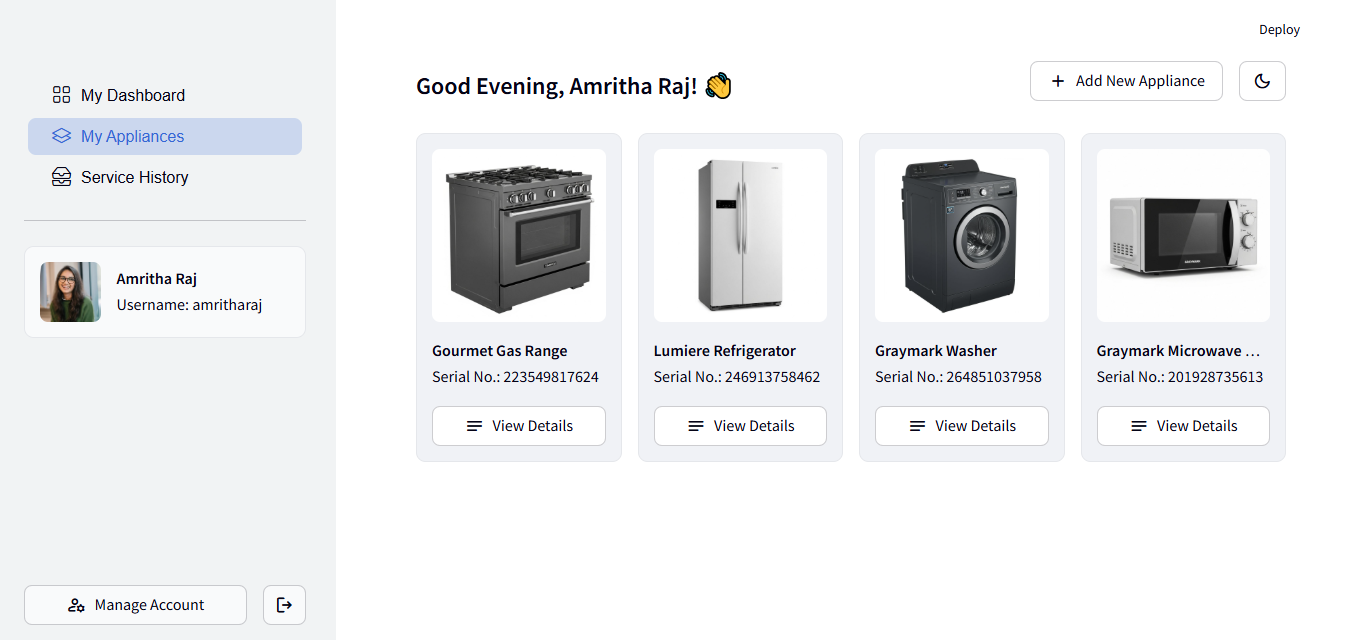 Deploy
My Dashboard
My Appliances
Service History
Amritha Raj
Username: amritharaj
Manage Account
Good Evening, Amritha Raj! 👋
Add New Appliance
Gourmet Gas Range
Serial No.: 223549817624
View Details
Lumiere Refrigerator
Serial No.: 246913758462
View Details
Graymark Washer
Serial No.: 264851037958
View Details
Graymark Microwave …
Serial No.: 201928735613
View Details